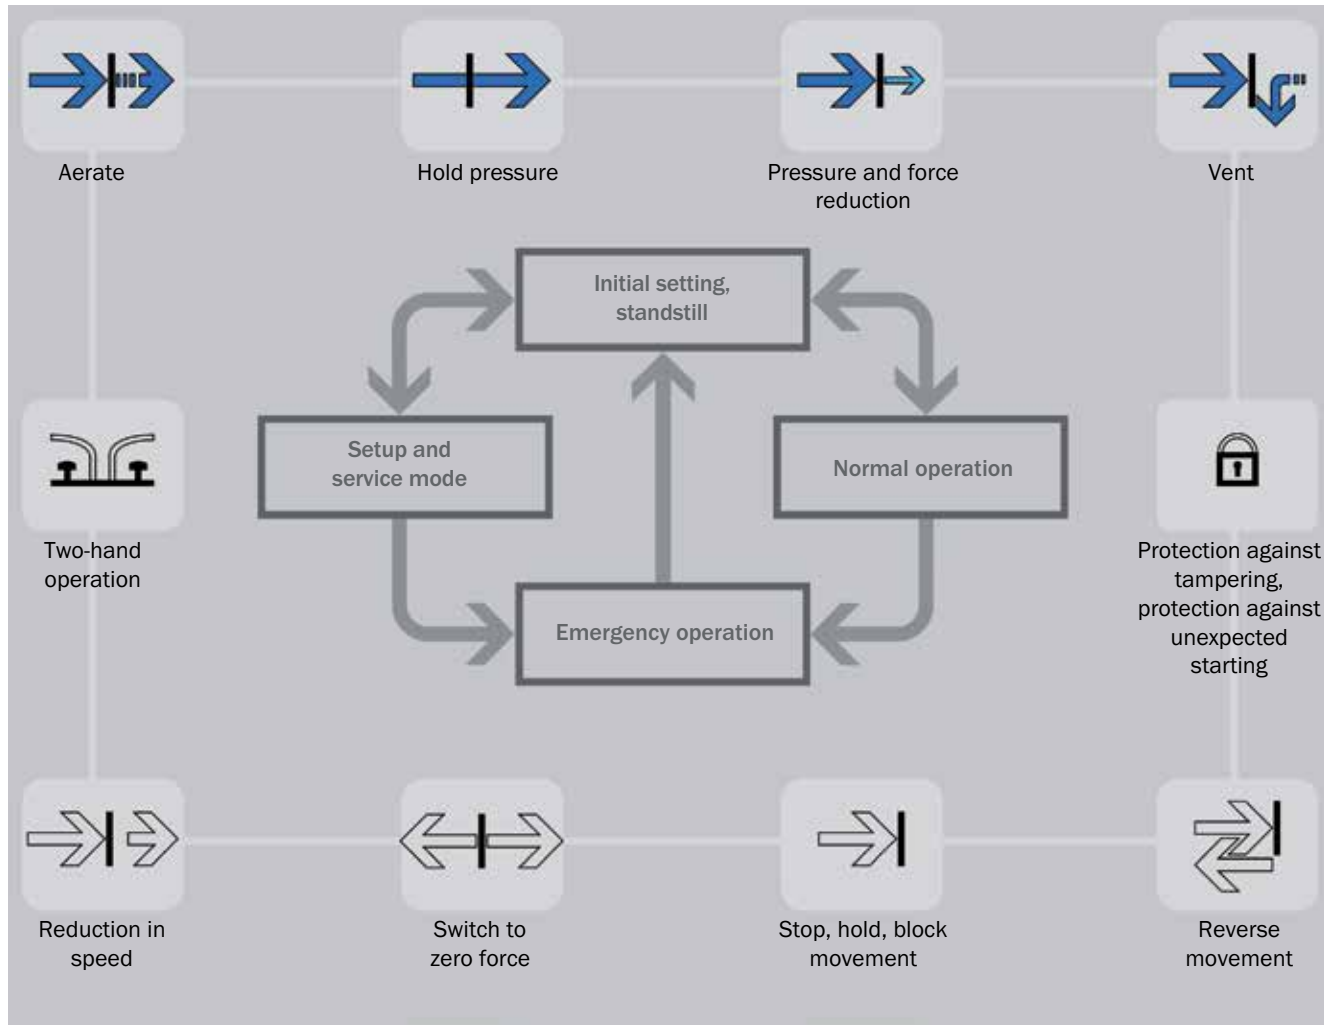 Aerate
Hold pressure
Pressure and force
reduction
Vent
Initial setting,
standstill
Setup and
service mode
Normal operation
Emergency operation
Two-hand
operation
Protection against
tampering,
protection against
unexpected
starting
Reduction in
speed
Switch to
zero force
Stop, hold, block
movement
Reverse
movement